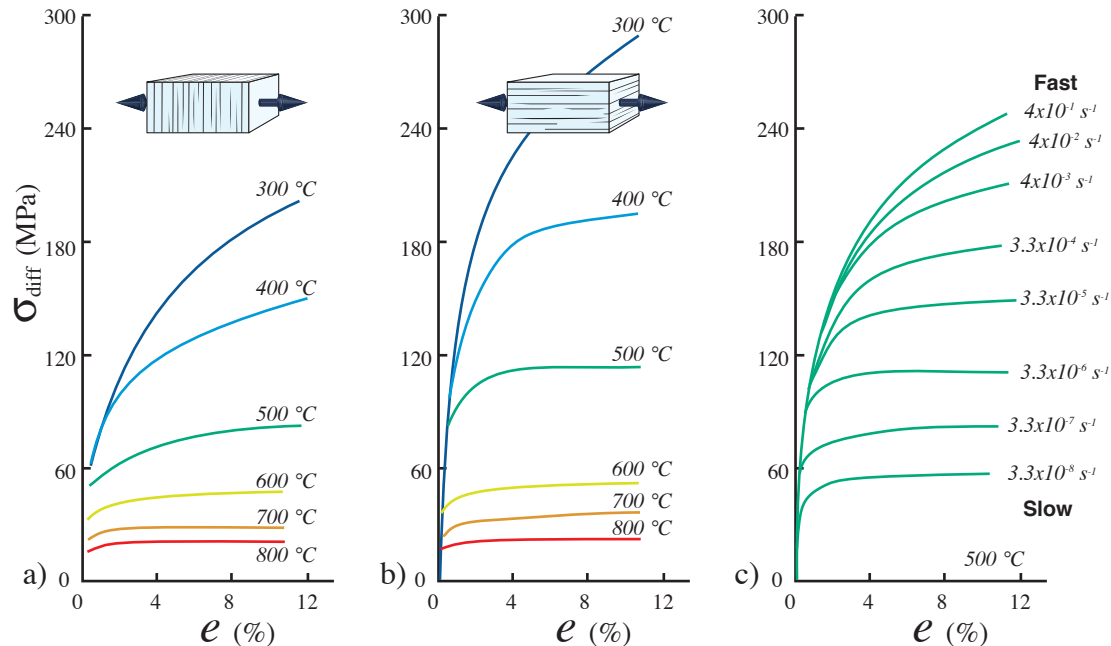 σdiff (MPa)
300
240
180
120
60
0
0
4
8
12
e (%)
a)
300 °C
400 °C
500 °C
600 °C
700 °C
800 °C
300
240
180
120
60
0
0
4
8
12
e (%)
b)
300 °C
400 °C
500 °C
600 °C
700 °C
800 °C
300
240
180
120
60
0
0
4
8
12
e (%)
c)
Fast
4x10⁻¹ s⁻¹
4x10⁻² s⁻¹
4x10⁻³ s⁻¹
3.3x10⁻⁴ s⁻¹
3.3x10⁻⁵ s⁻¹
3.3x10⁻⁶ s⁻¹
3.3x10⁻⁷ s⁻¹
3.3x10⁻⁸ s⁻¹
Slow
500 °C